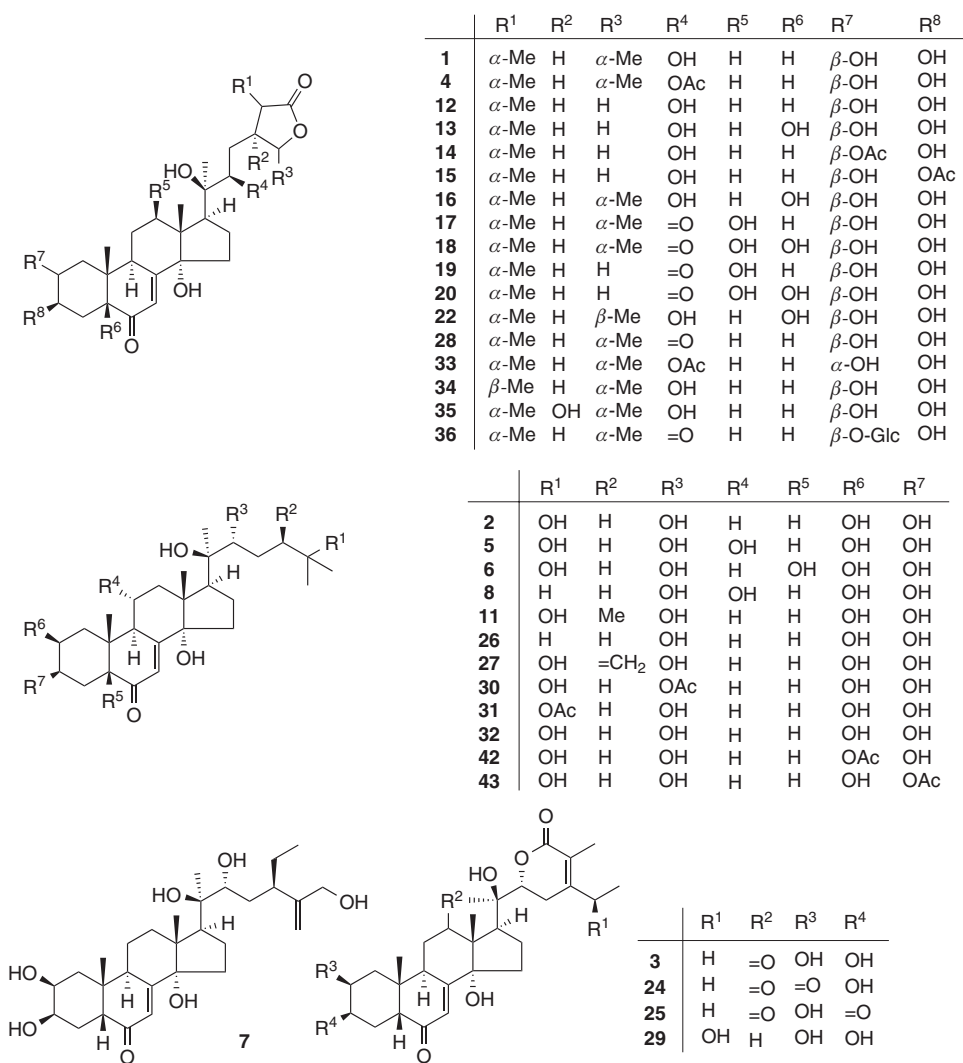 R¹ R² R³ R⁴ R⁵ R⁶ R⁷ R⁸
1 α-Me H α-Me OH H H β-OH OH
4 α-Me H α-Me OAc H H β-OH OH
12 α-Me H H OH H H β-OH OH
13 α-Me H H OH H OH β-OH OH
14 α-Me H H OH H H β-OAc OH
15 α-Me H H OH H H β-OH OAc
16 α-Me H α-Me OH H OH β-OH OH
17 α-Me H α-Me =O OH H β-OH OH
18 α-Me H α-Me =O OH OH β-OH OH
19 α-Me H H =O OH H β-OH OH
20 α-Me H H =O OH OH β-OH OH
22 α-Me H β-Me OH H OH β-OH OH
28 α-Me H α-Me =O H H β-OH OH
33 α-Me H α-Me OAc H H α-OH OH
34 β-Me H α-Me OH H H β-OH OH
35 α-Me OH α-Me OH H H β-OH OH
36 α-Me H α-Me =O H H β-O-Glc OH
R¹ O
O
R²
HO R³
R⁵ R⁴
H
R⁷
H OH
R⁸
R⁶
O
R¹ R² R³ R⁴ R⁵ R⁶ R⁷
2 OH H OH H H OH OH
5 OH H OH OH H OH OH
6 OH H OH H OH OH OH
8 H H OH OH H OH OH
11 OH Me OH H H OH OH
26 H H OH H H OH OH
27 OH =CH₂ OH H H OH OH
30 OH H OAc H H OH OH
31 OAc H OH H H OH OH
32 OH H OH H H OH OH
42 OH H OH H H OAc OH
43 OH H OH H H OH OAc
R³ R²
R¹
HO
R⁴ H
R⁶
H OH
R⁷
R⁵
O
OH
OH
OH
H
HO
H OH
HO
H
O
7
O
O
HO
R²
R¹
H
R³
H OH
R⁴
H
O
R¹ R² R³ R⁴
3 H =O OH OH
24 H =O =O OH
25 H =O OH =O
29 OH H OH OH